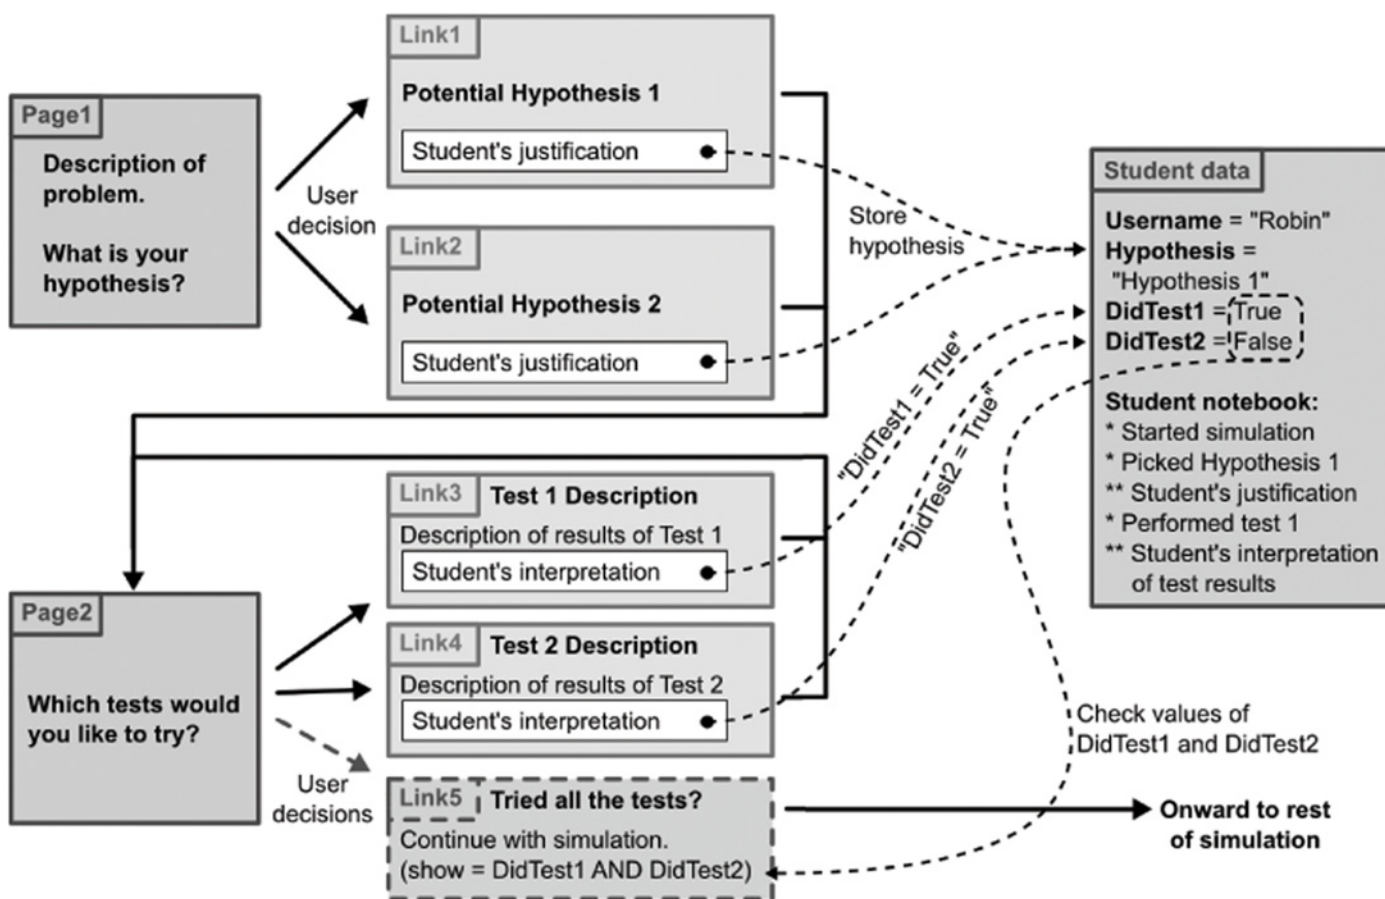 Page1
Description of
problem.
What is your
hypothesis?
User
decision
Link1
Potential Hypothesis 1
Student's justification
Link2
Potential Hypothesis 2
Student's justification
Store
hypothesis
Student data
Username = "Robin"
Hypothesis =
"Hypothesis 1"
DidTest1 = True
DidTest2 = False
Student notebook:
* Started simulation
* Picked Hypothesis 1
** Student's justification
* Performed test 1
** Student's interpretation
of test results
"DidTest1 = True"
"DidTest2 = True"
Page2
Which tests would
you like to try?
User
decisions
Link3
Test 1 Description
Description of results of Test 1
Student's interpretation
Link4
Test 2 Description
Description of results of Test 2
Student's interpretation
Link5
Tried all the tests?
Continue with simulation.
(show = DidTest1 AND DidTest2)
Check values of
DidTest1 and DidTest2
Onward to rest
of simulation